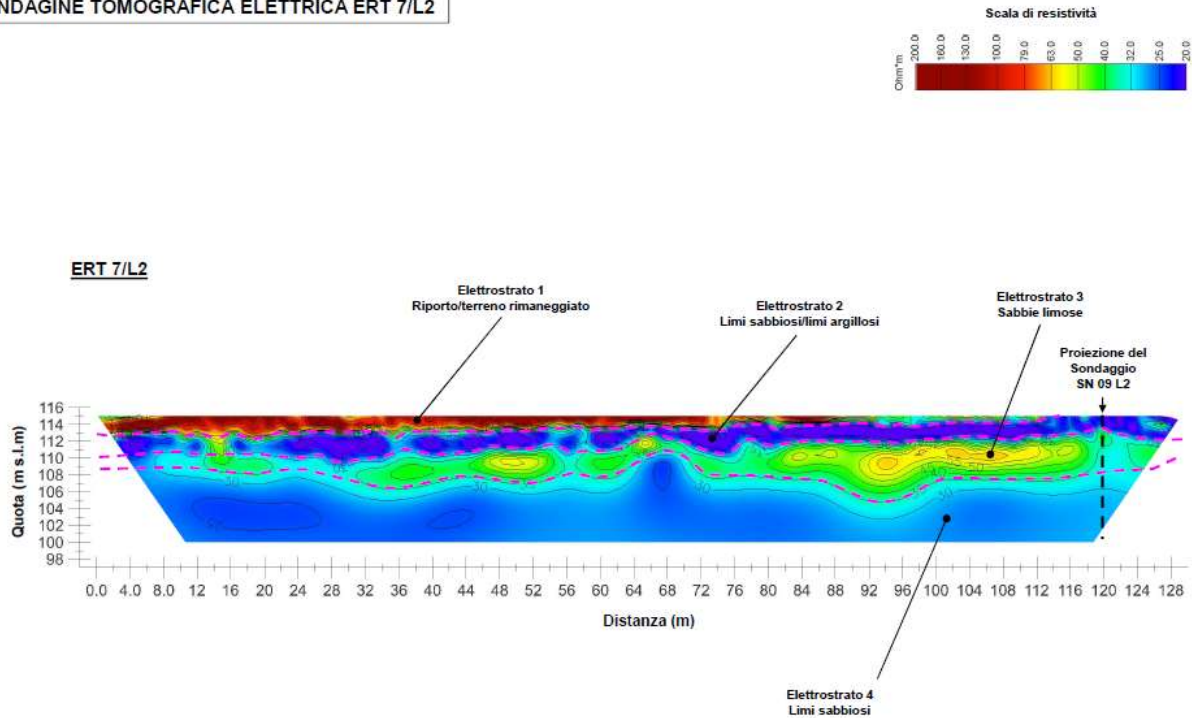 NDAGINE TOMOGRAFICA ELETTRICA ERT 7/L2
Scala di resistività
Ohm*m
200.0 160.0 130.0 100.0 79.0 63.0 50.0 40.0 32.0 25.0 20.0
ERT 7/L2
Elettrostrato 1
Riporto/terreno rimaneggiato
Elettrostrato 2
Limi sabbiosi/limi argillosi
Elettrostrato 3
Sabbie limose
Proiezione del
Sondaggio
SN 09 L2
Quota (m s.l.m)
116
114
112
110
108
106
104
102
100
98
30
30
30
0.0 4.0 8.0 12 16 20 24 28 32 36 40 44 48 52 56 60 64 68 72 76 80 84 88 92 96 100 104 108 112 116 120 124 128
Distanza (m)
Elettrostrato 4
Limi sabbiosi